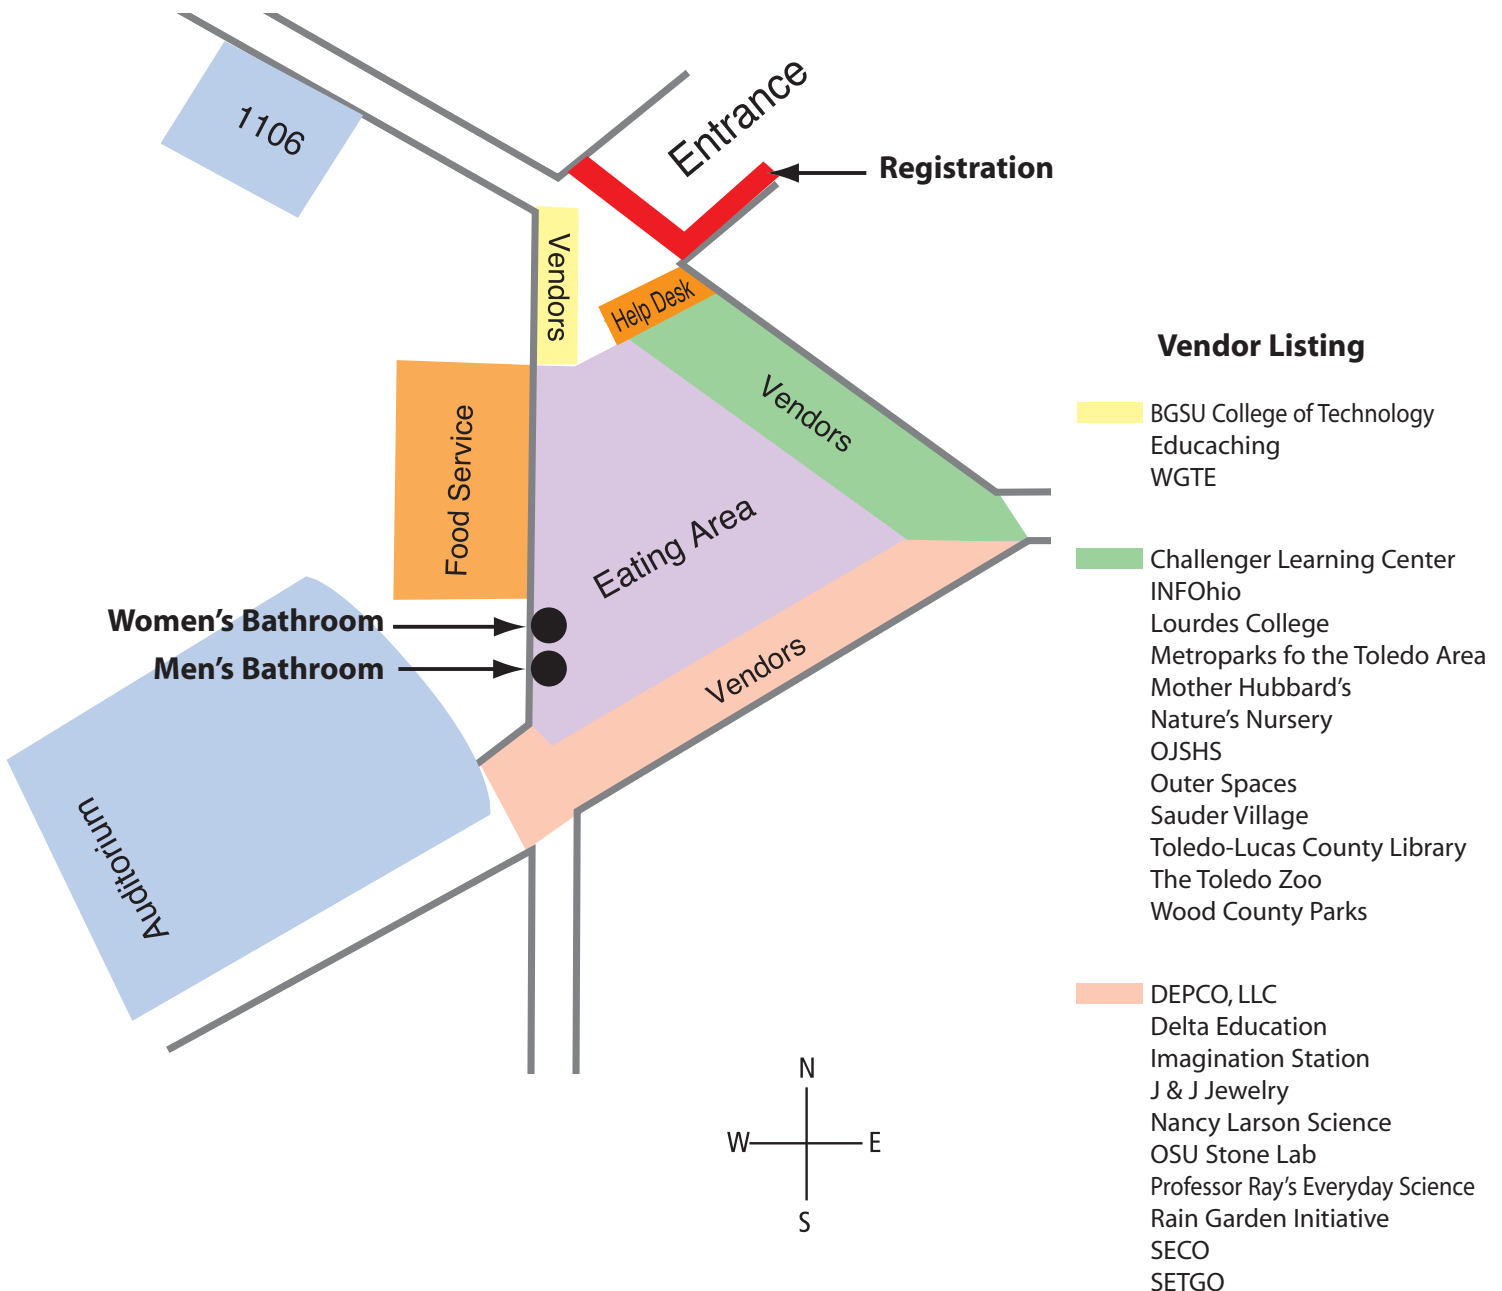 1106
Entrance
Registration
Vendors
Help Desk
Vendors
Food Service
Eating Area
Women’s Bathroom
Men’s Bathroom
Vendors
Auditorium
N
W
E
S
Vendor Listing
BGSU College of Technology
Educaching
WGTE
Challenger Learning Center
INFOhio
Lourdes College
Metroparks fo the Toledo Area
Mother Hubbard’s
Nature’s Nursery
OJSHS
Outer Spaces
Sauder Village
Toledo-Lucas County Library
The Toledo Zoo
Wood County Parks
DEPCO, LLC
Delta Education
Imagination Station
J & J Jewelry
Nancy Larson Science
OSU Stone Lab
Professor Ray’s Everyday Science
Rain Garden Initiative
SECO
SETGO